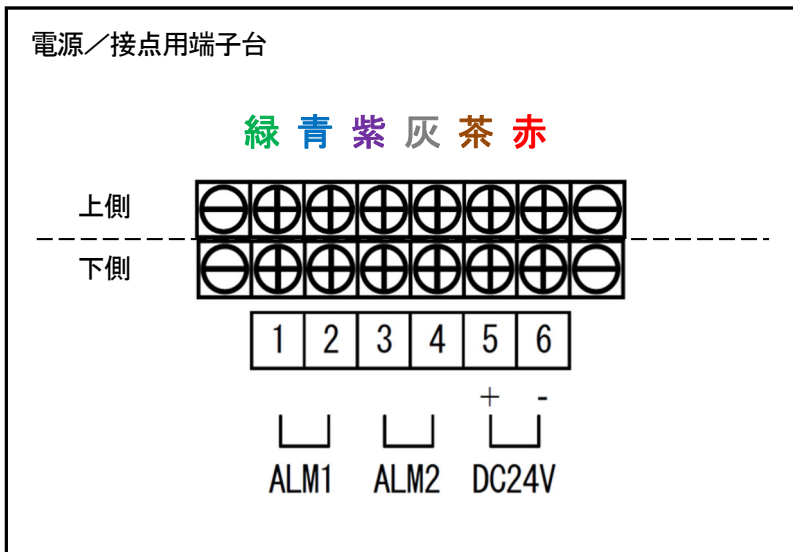 電源／接点用端子台
緑 青 紫 灰 茶 赤
上側
下側
1 2 3 4 5 6
+ -
ALM1 ALM2 DC24V